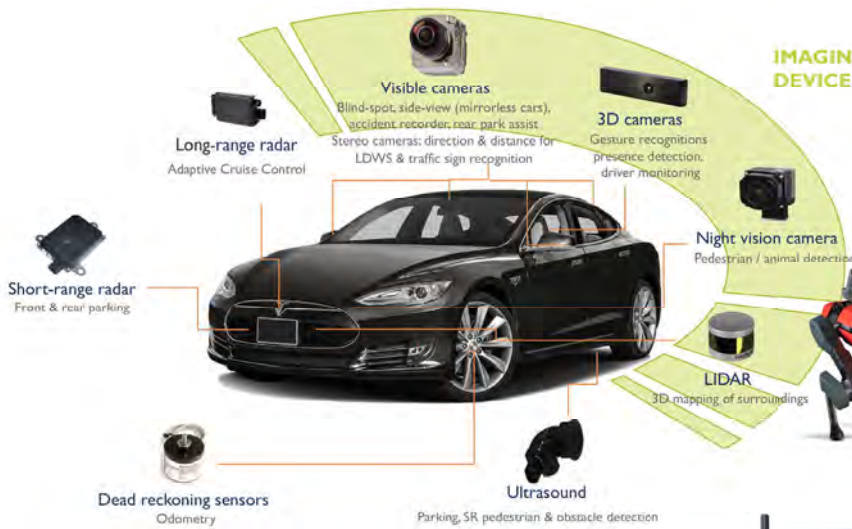 IMAGIN
DEVICE
Visible cameras
Blind-spot, side-view (mirrorless cars),
accident recorder, rear park assist
Stereo cameras: direction & distance for
LDWS & traffic sign recognition
3D cameras
Gesture recognitions
presence detection,
driver monitoring
Long-range radar
Adaptive Cruise Control
Night vision camera
Pedestrian / animal detection
Short-range radar
Front & rear parking
LIDAR
3D mapping of surroundings
Dead reckoning sensors
Odometry
Ultrasound
Parking, SR pedestrian & obstacle detection